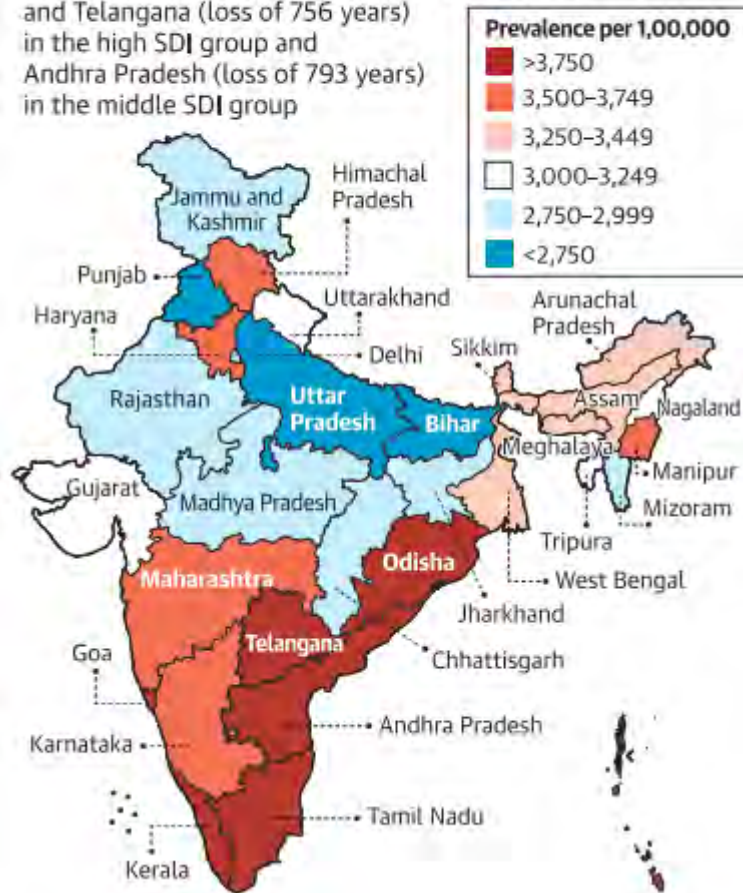 and Telangana (loss of 756 years)
in the high SDI group and
Andhra Pradesh (loss of 793 years)
in the middle SDI group
Prevalence per 1,00,000
>3,750
3,500–3,749
3,250–3,449
3,000–3,249
2,750–2,999
<2,750
Himachal
Pradesh
Jammu and
Kashmir
Punjab
Uttarakhand
Haryana
Delhi
Arunachal
Pradesh
Sikkim
Rajasthan
Uttar
Pradesh
Bihar
Assam
Nagaland
Meghalaya
Gujarat
Madhya Pradesh
Manipur
Mizoram
Tripura
Maharashtra
Odisha
West Bengal
Jharkhand
Telangana
Chhattisgarh
Goa
Andhra Pradesh
Karnataka
Tamil Nadu
Kerala